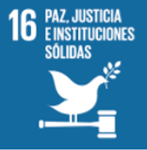 16 PAZ, JUSTICIA
E INSTITUCIONES
SÓLIDAS